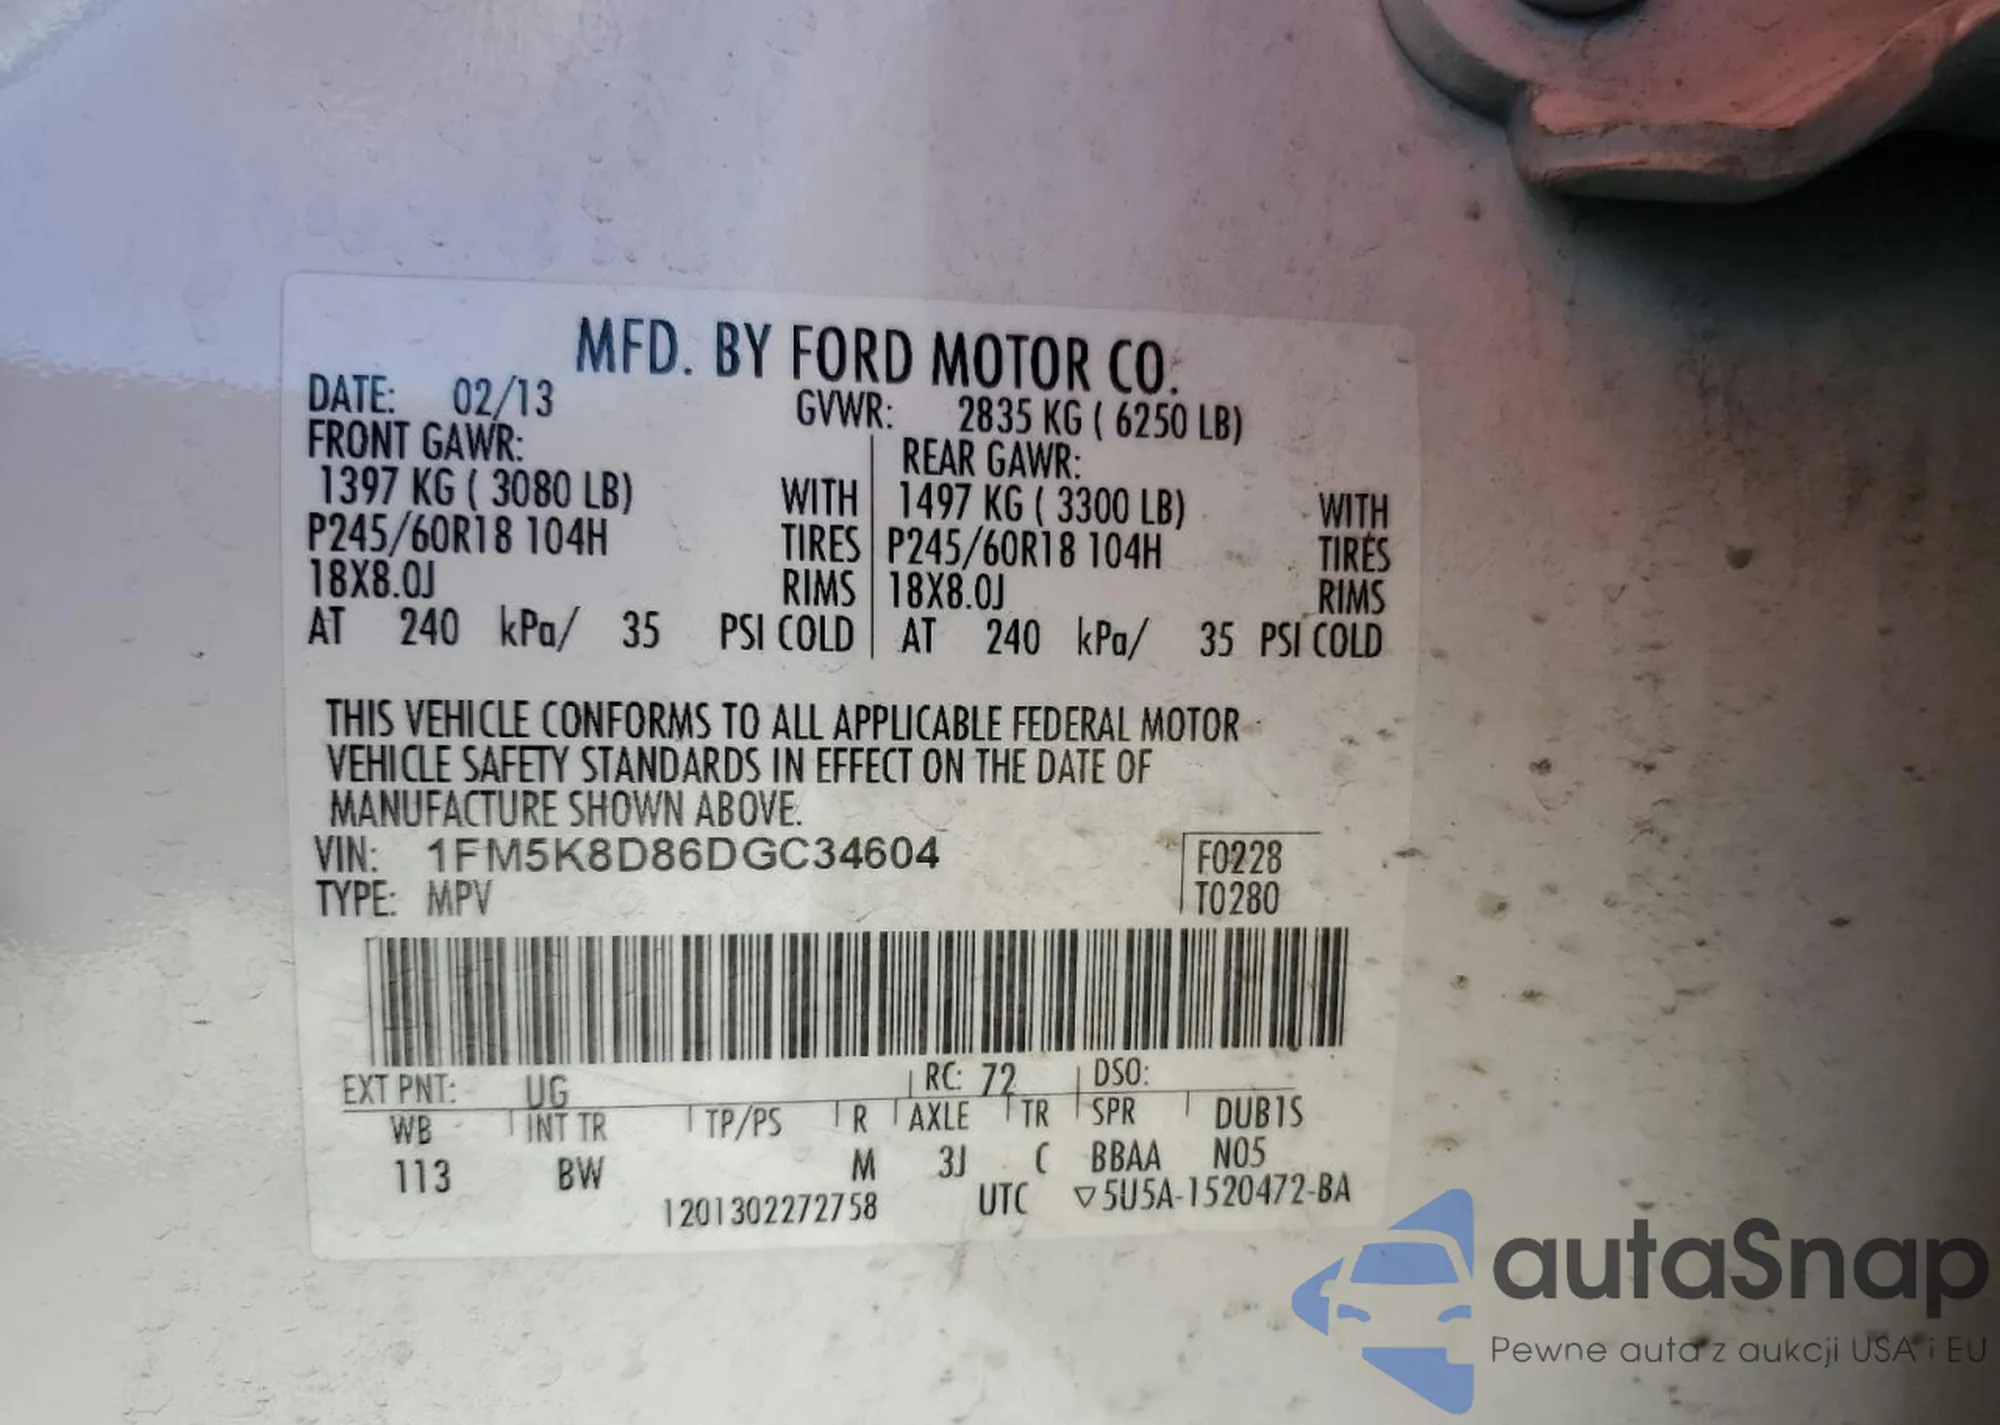 MFD. BY FORD MOTOR CO.
DATE: 02/13 GVWR: 2835 KG ( 6250 LB)
FRONT GAWR: REAR GAWR:
1397 KG ( 3080 LB) WITH 1497 KG ( 3300 LB) WITH
P245/60R18 104H TIRES P245/60R18 104H TIRES
18X8.0J RIMS 18X8.0J RIMS
AT 240 kPa/ 35 PSI COLD AT 240 kPa/ 35 PSI COLD
THIS VEHICLE CONFORMS TO ALL APPLICABLE FEDERAL MOTOR
VEHICLE SAFETY STANDARDS IN EFFECT ON THE DATE OF
MANUFACTURE SHOWN ABOVE.
VIN: 1FM5K8D86DGC34604 F0228
TYPE: MPV T0280
EXT PNT: UG RC: 72 DSO:
WB INT TR TP/PS R AXLE TR SPR DUB1S
113 BW M 3J C BBAA N05
1201302272758 UTC ▽5U5A-1520472-BA
autaSnap
Pewne auta z aukcji USA i EU